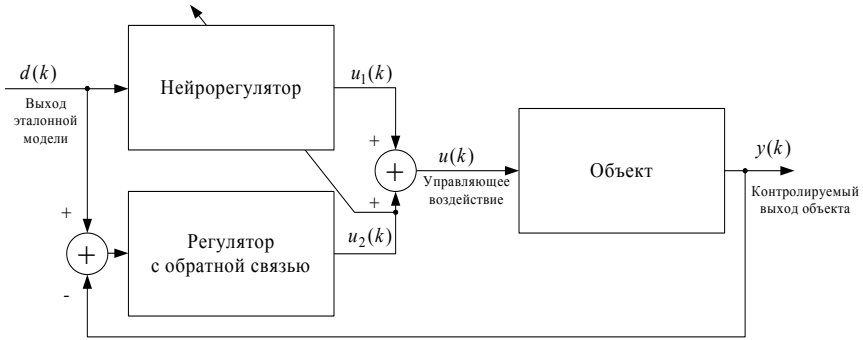 d(k)
Выход
эталонной
модели
Нейрорегулятор
u₁(k)
+
+
+
u(k)
Управляющее
воздействие
Объект
y(k)
Контролируемый
выход объекта
+
+
-
Регулятор
с обратной связью
u₂(k)